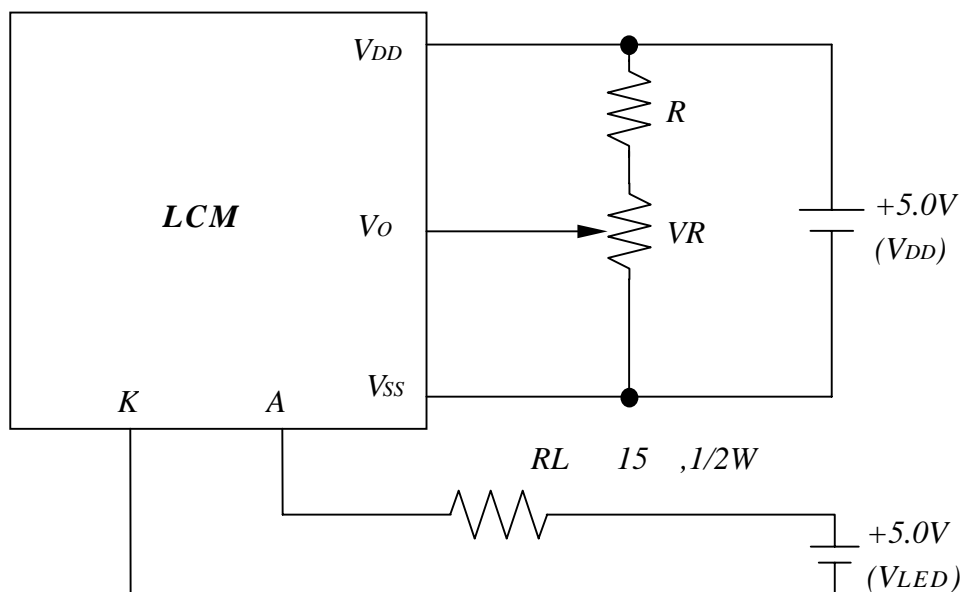 VDD
R
LCM
VO
VR
+5.0V
(VDD)
VSS
K A
RL 15 ,1/2W
+5.0V
(VLED)